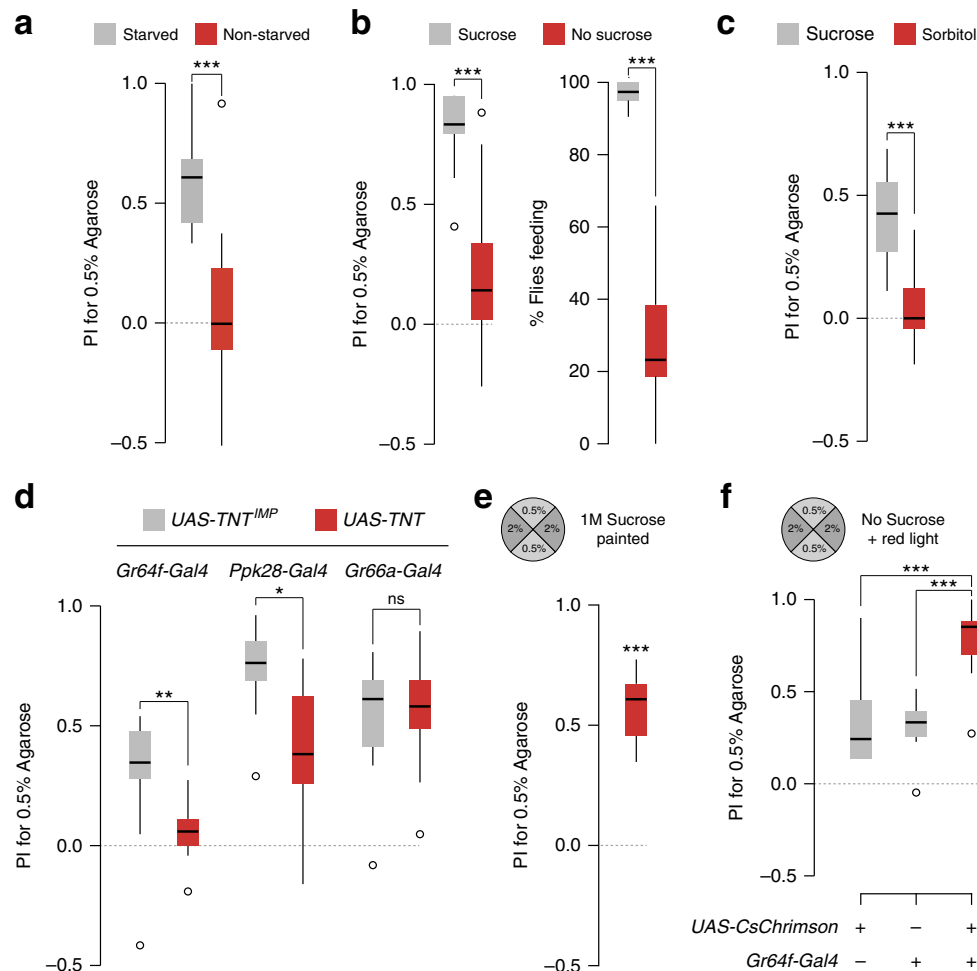 a
Starved Non-starved
***
PI for 0.5% Agarose
1.0
0.5
0.0
–0.5
b
Sucrose No sucrose
***
PI for 0.5% Agarose
1.0
0.5
0.0
–0.5
***
% Flies feeding
100
80
60
40
20
0
c
Sucrose Sorbitol
***
PI for 0.5% Agarose
1.0
0.5
0.0
–0.5
d
UAS-TNT^IMP UAS-TNT
Gr64f-Gal4 Ppk28-Gal4 Gr66a-Gal4
** * ns
PI for 0.5% Agarose
1.0
0.5
0.0
–0.5
e
0.5%
2% 2%
0.5%
1M Sucrose
painted
***
PI for 0.5% Agarose
1.0
0.5
0.0
–0.5
f
0.5%
2% 2%
0.5%
No Sucrose
+ red light
***
***
PI for 0.5% Agarose
1.0
0.5
0.0
–0.5
UAS-CsChrimson + – +
Gr64f-Gal4 – + +